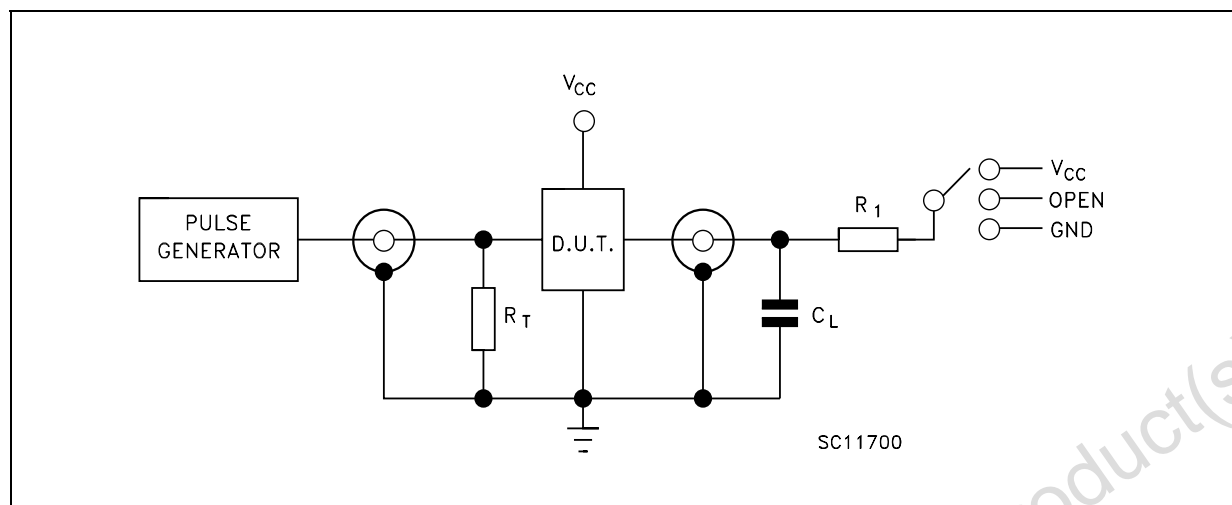 VCC
PULSE
GENERATOR
D.U.T.
RT
CL
R1
VCC
OPEN
GND
SC11700